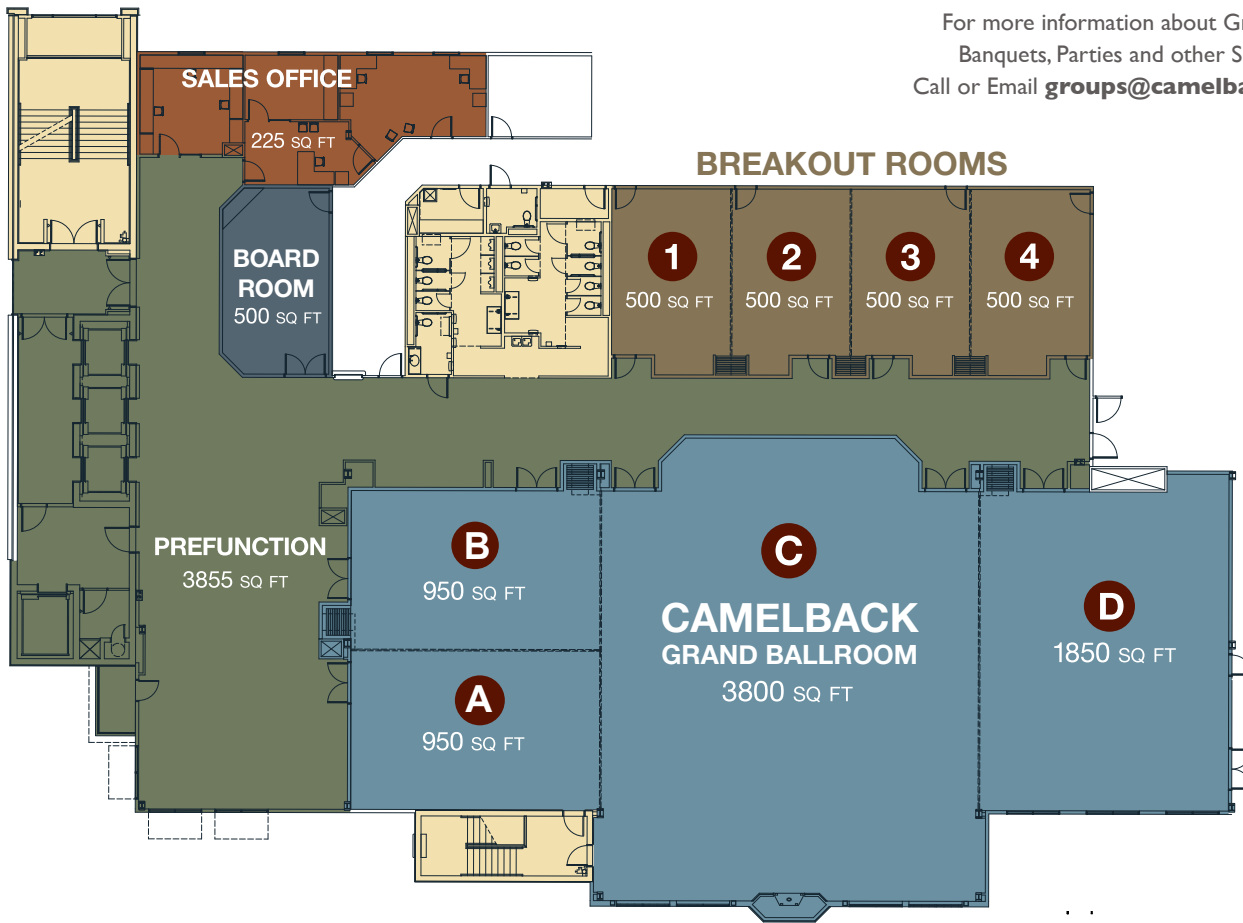 For more information about
Banquets, Parties and other
Call or Email
SALES OFFICE
225 SQ FT
BREAKOUT ROOMS
BOARD
ROOM
500 SQ FT
1
500 SQ FT
2
500 SQ FT
3
500 SQ FT
4
500 SQ FT
PREFUNCTION
3855 SQ FT
B
950 SQ FT
A
950 SQ FT
C
CAMELBACK
GRAND BALLROOM
3800 SQ FT
D
1850 SQ FT